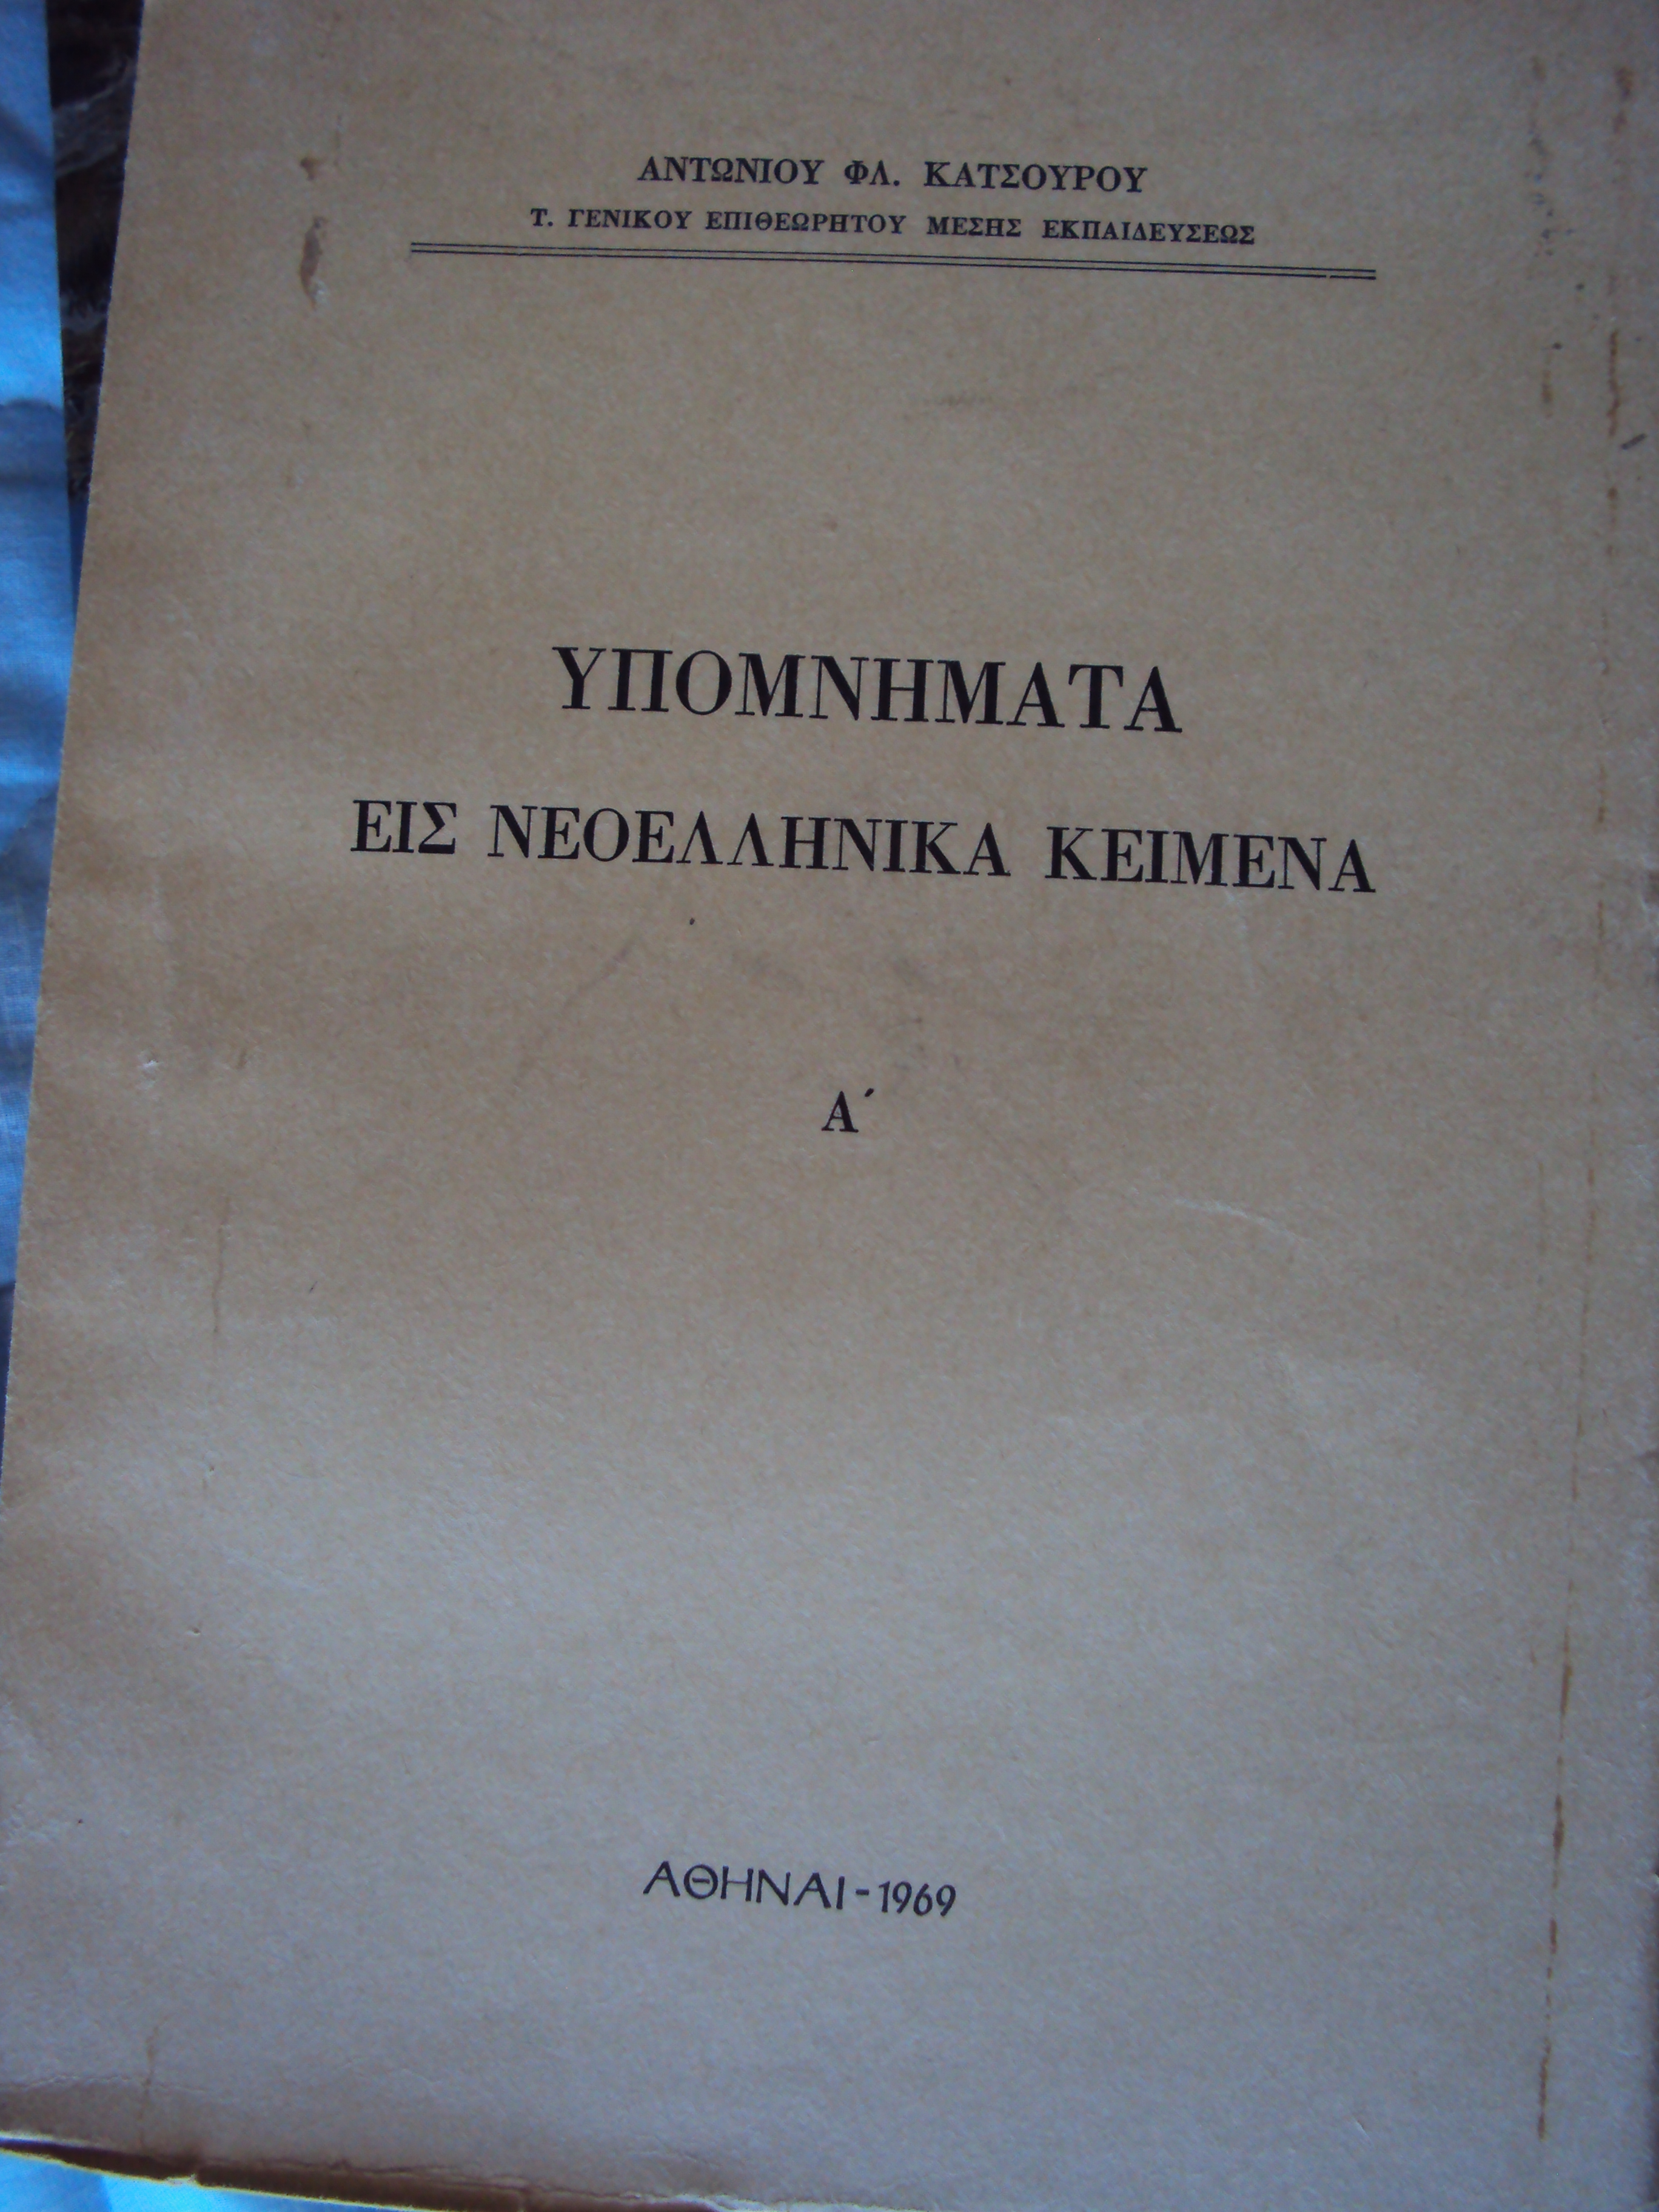 ΑΝΤΩΝΙΟΥ ΦΛ. ΚΑΤΣΟΥΡΟΥ
Τ. ΓΕΝΙΚΟΥ ΕΠΙΘΕΩΡΗΤΟΥ ΜΕΣΗΣ ΕΚΠΑΙΔΕΥΣΕΩΣ
ΥΠΟΜΝΗΜΑΤΑ
ΕΙΣ ΝΕΟΕΛΛΗΝΙΚΑ ΚΕΙΜΕΝΑ
Α΄
ΑΘΗΝΑΙ-1969